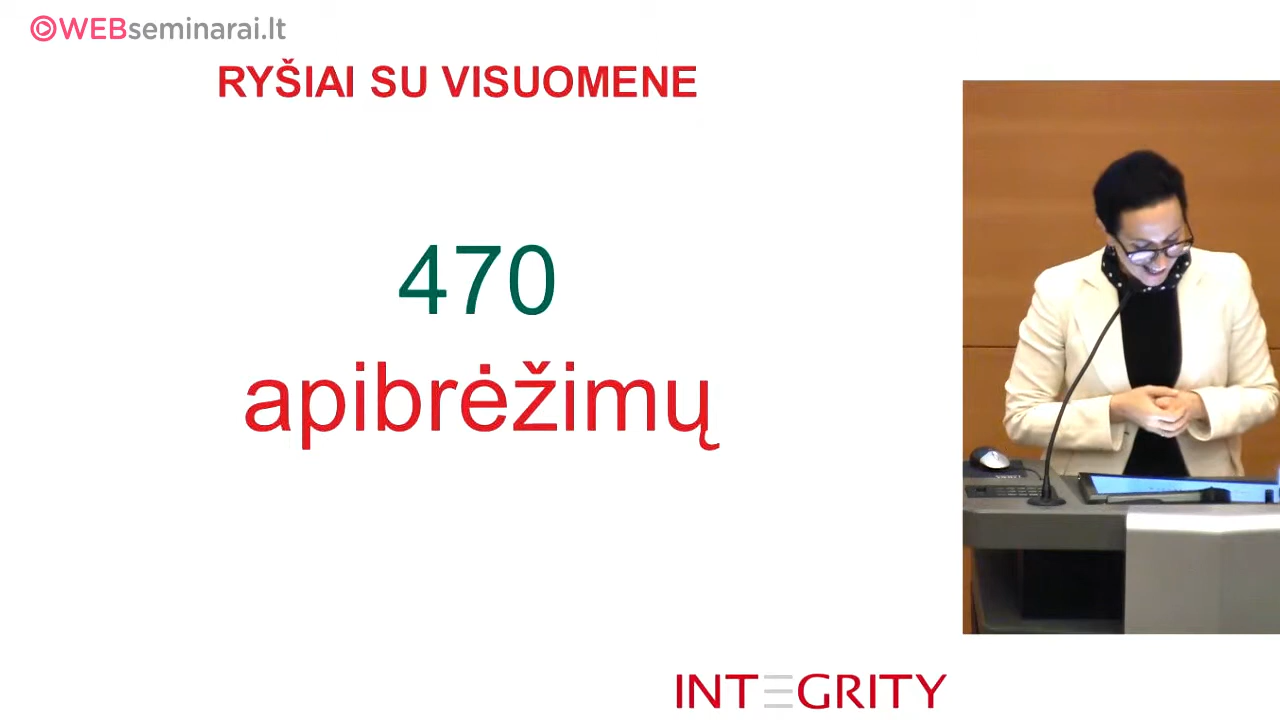 WEBseminarai.lt
RYŠIAI SU VISUOMENE
470
apibrėžimų
INTEGRITY